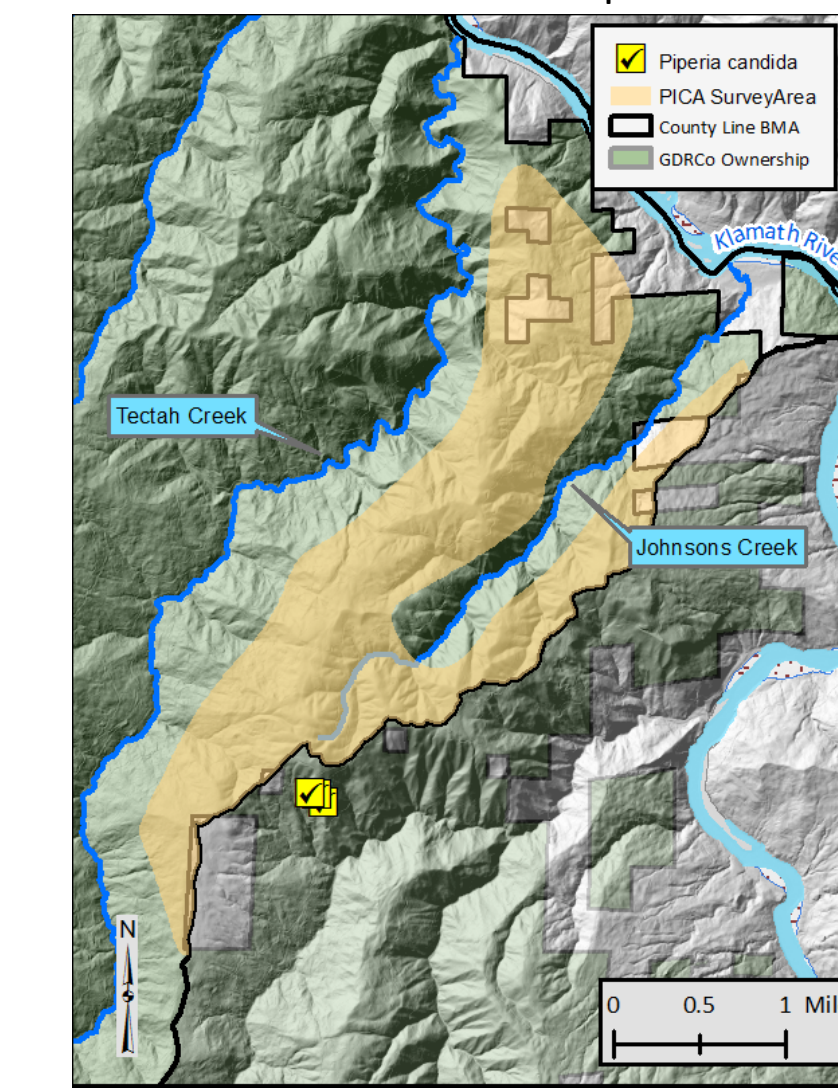 Piperia candida
PICA SurveyArea
County Line BMA
GDRCo Ownership
Klamath Rive
Tectah Creek
Johnsons Creek
N
0 0.5 1 Mil